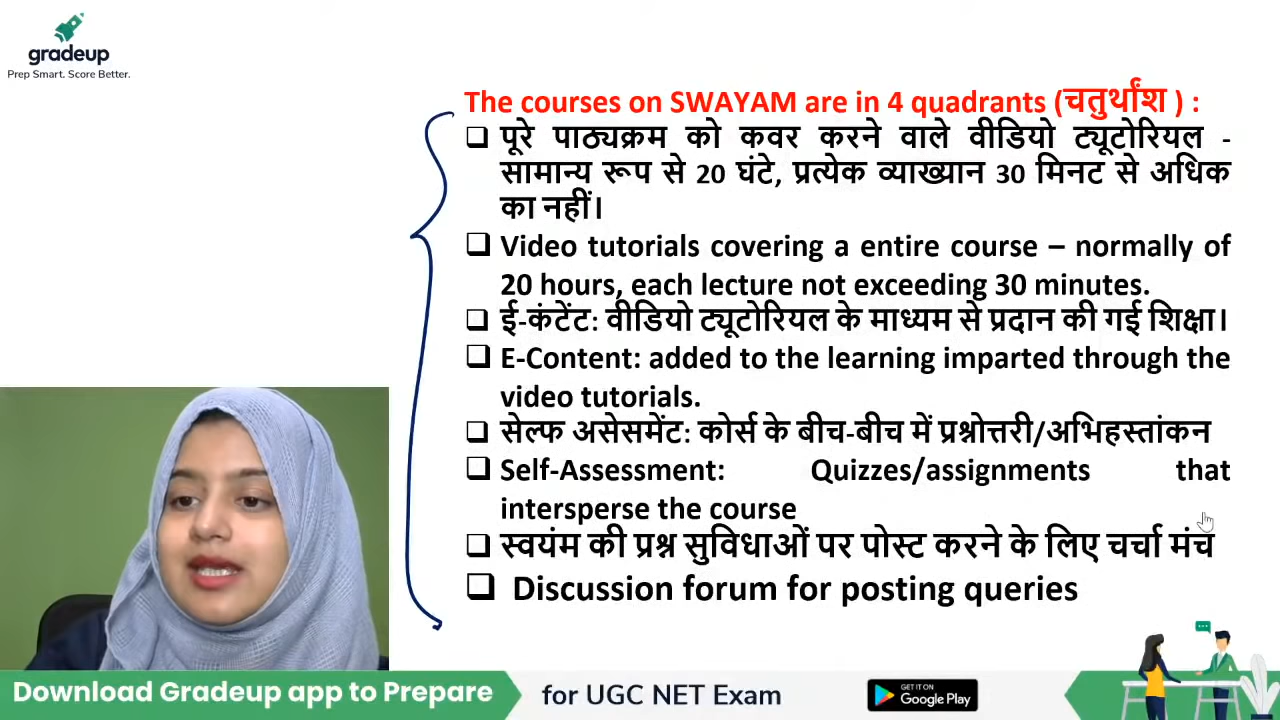 gradeup
Prep Smart. Score Better.
The courses on SWAYAM are in 4 quadrants (चतुर्थांश ) :
पूरे पाठ्यक्रम को कवर करने वाले वीडियो ट्यूटोरियल -
सामान्य रूप से 20 घंटे, प्रत्येक व्याख्यान 30 मिनट से अधिक
का नहीं।
Video tutorials covering a entire course – normally of
20 hours, each lecture not exceeding 30 minutes.
ई-कंटेंट: वीडियो ट्यूटोरियल के माध्यम से प्रदान की गई शिक्षा।
E-Content: added to the learning imparted through the
video tutorials.
सेल्फ असेसमेंट: कोर्स के बीच-बीच में प्रश्नोत्तरी/अभिहस्तांकन
Self-Assessment: Quizzes/assignments that
intersperse the course
स्वयंम की प्रश्न सुविधाओं पर पोस्ट करने के लिए चर्चा मंच
Discussion forum for posting queries
Download Gradeup app to Prepare for UGC NET Exam
GET IT ON
Google Play